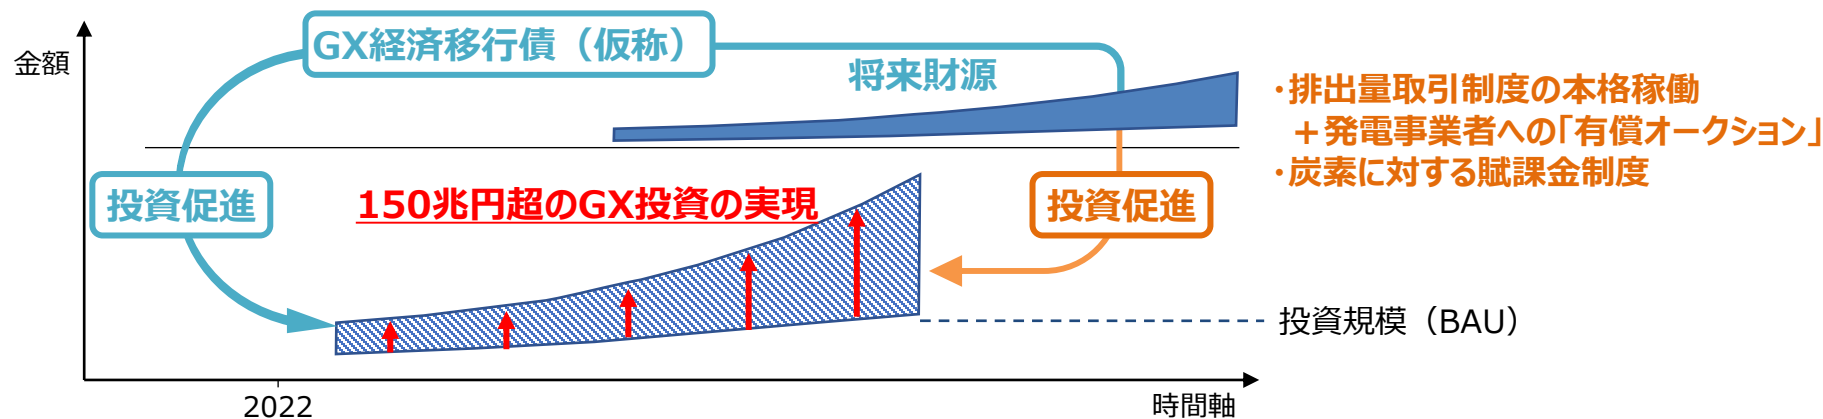 金額
GX経済移行債（仮称）
将来財源
・排出量取引制度の本格稼働
＋発電事業者への「有償オークション」
・炭素に対する賦課金制度
投資促進
150兆円超のGX投資の実現
投資促進
投資規模（BAU）
2022
時間軸